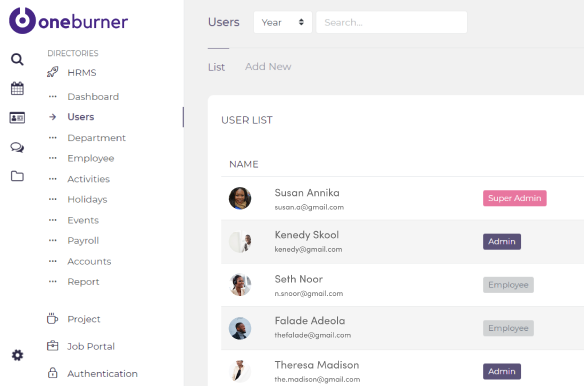 oneburner
DIRECTORIES
HRMS
Dashboard
Users
Department
Employee
Activities
Holidays
Events
Payroll
Accounts
Report
Project
Job Portal
Authentication
Users
Year
Search...
List
Add New
USER LIST
NAME
Susan Annika
susan.a@gmail.com
Super Admin
Kenedy Skool
kenedy@gmail.com
Admin
Seth Noor
n.snoor@gmail.com
Employee
Falade Adeola
thefalade@gmail.com
Employee
Theresa Madison
the.madison@gmail.com
Admin